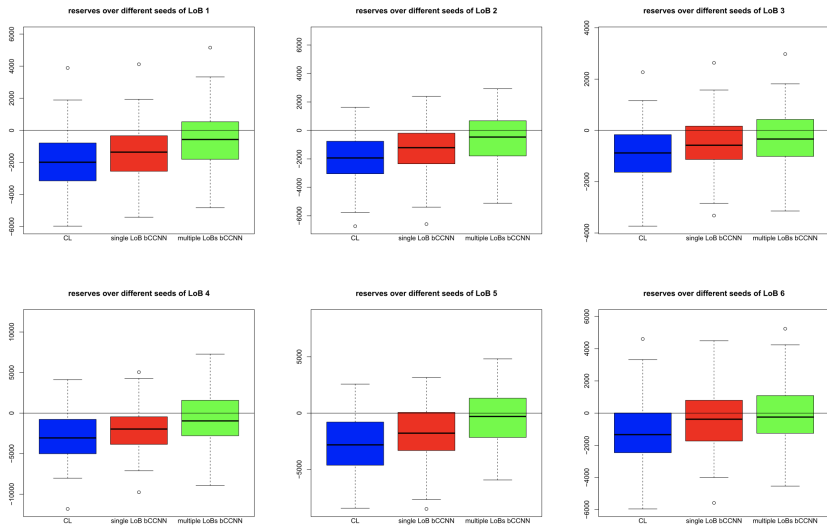 reserves over different seeds of LoB 1
6000
4000
2000
0
-2000
-4000
-6000
CL
single LoB bCCNN
multiple LoBs bCCNN
reserves over different seeds of LoB 2
6000
4000
2000
0
-2000
-4000
-6000
CL
single LoB bCCNN
multiple LoBs bCCNN
reserves over different seeds of LoB 3
4000
2000
0
-2000
-4000
CL
single LoB bCCNN
multiple LoBs bCCNN
reserves over different seeds of LoB 4
10000
5000
0
-5000
-10000
CL
single LoB bCCNN
multiple LoBs bCCNN
reserves over different seeds of LoB 5
5000
0
-5000
CL
single LoB bCCNN
multiple LoBs bCCNN
reserves over different seeds of LoB 6
6000
4000
2000
0
-2000
-4000
-6000
CL
single LoB bCCNN
multiple LoBs bCCNN